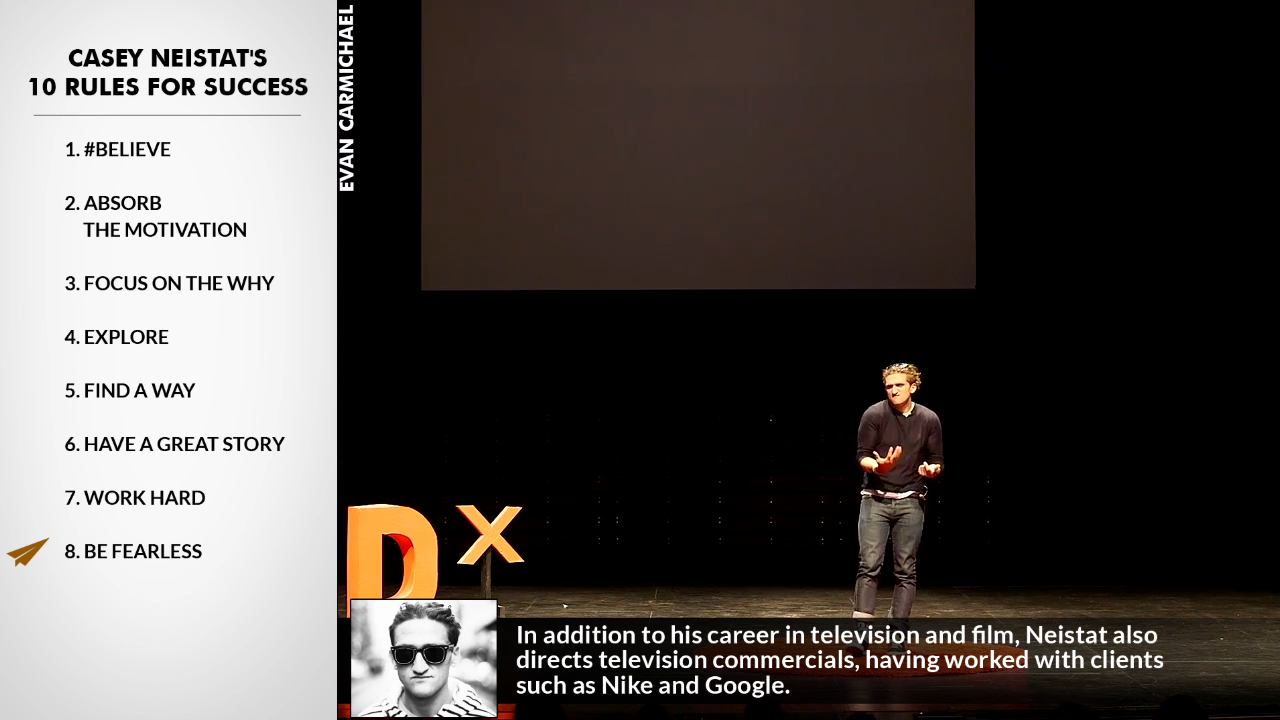 CASEY NEISTAT'S
10 RULES FOR SUCCESS
1. #BELIEVE
2. ABSORB
THE MOTIVATION
3. FOCUS ON THE WHY
4. EXPLORE
5. FIND A WAY
6. HAVE A GREAT STORY
7. WORK HARD
8. BE FEARLESS
EVAN CARMICHAEL
Dx
In addition to his career in television and film, Neistat also
directs television commercials, having worked with clients
such as Nike and Google.